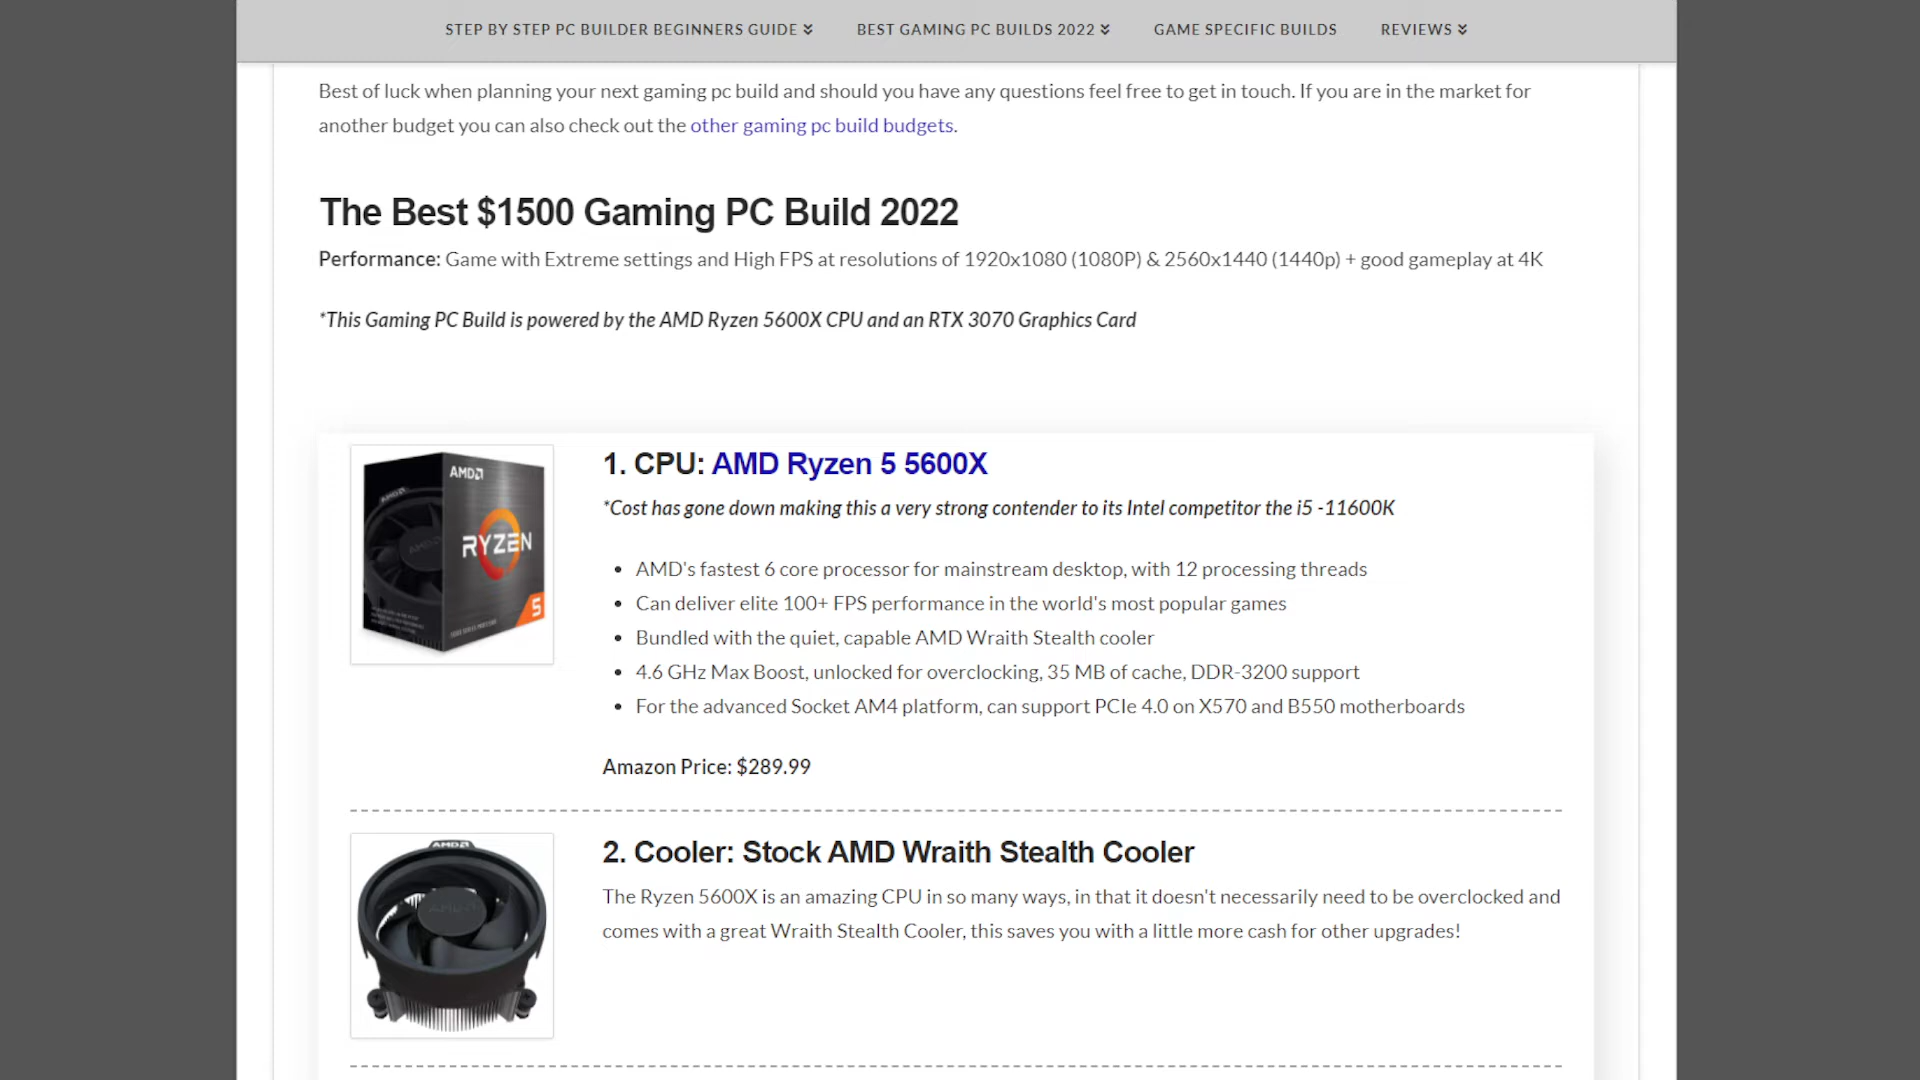 STEP BY STEP PC BUILDER BEGINNERS GUIDE
BEST GAMING PC BUILDS 2022
GAME SPECIFIC BUILDS
REVIEWS
Best of luck when planning your next gaming pc build and should you have any questions feel free to get in touch. If you are in the market for
another budget you can also check out the other gaming pc build budgets.
The Best $1500 Gaming PC Build 2022
Performance: Game with Extreme settings and High FPS at resolutions of 1920x1080 (1080P) & 2560x1440 (1440p) + good gameplay at 4K
*This Gaming PC Build is powered by the AMD Ryzen 5600X CPU and an RTX 3070 Graphics Card
AMD
AMD
AMD
RYZEN
5
1. CPU: AMD Ryzen 5 5600X
*Cost has gone down making this a very strong contender to its Intel competitor the i5 -11600K
• AMD's fastest 6 core processor for mainstream desktop, with 12 processing threads
• Can deliver elite 100+ FPS performance in the world's most popular games
• Bundled with the quiet, capable AMD Wraith Stealth cooler
• 4.6 GHz Max Boost, unlocked for overclocking, 35 MB of cache, DDR-3200 support
• For the advanced Socket AM4 platform, can support PCIe 4.0 on X570 and B550 motherboards
Amazon Price: $289.99
AMD
AMD
2. Cooler: Stock AMD Wraith Stealth Cooler
The Ryzen 5600X is an amazing CPU in so many ways, in that it doesn't necessarily need to be overclocked and
comes with a great Wraith Stealth Cooler, this saves you with a little more cash for other upgrades!